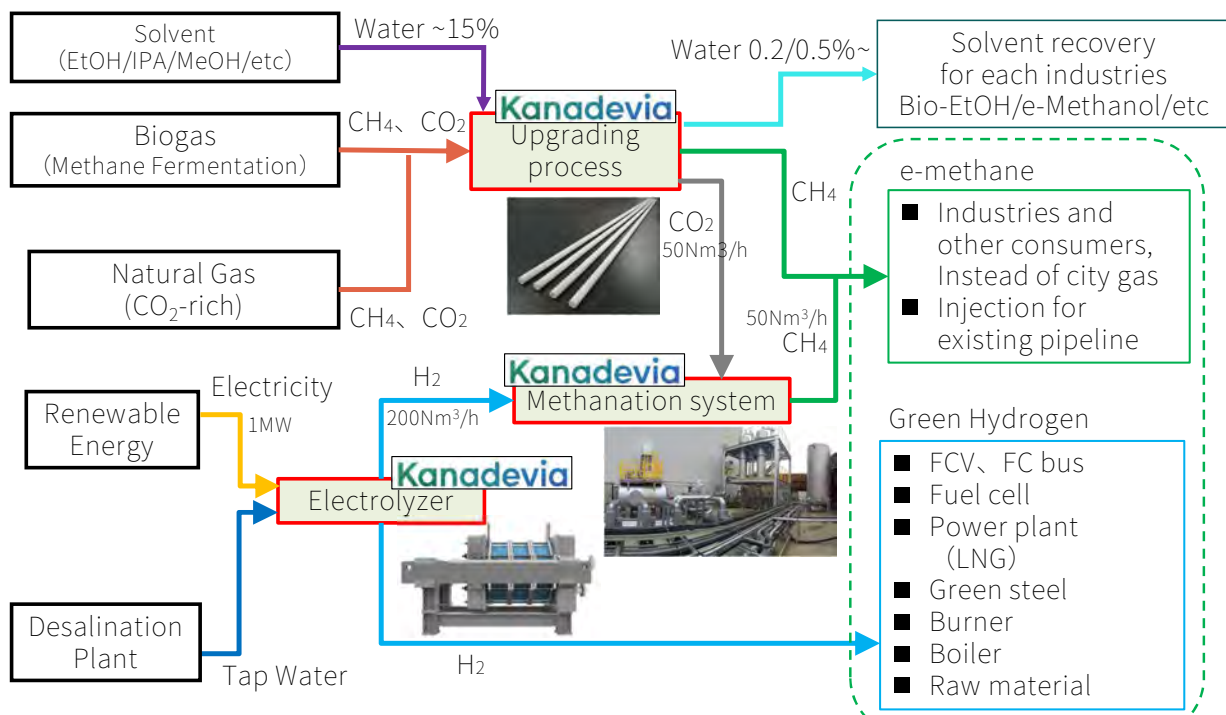 Solvent
（EtOH/IPA/MeOH/etc）
Water ~15%
Kanadevia
Upgrading
process
Water 0.2/0.5%~
Solvent recovery
for each industries
Bio-EtOH/e-Methanol/etc
Biogas
（Methane Fermentation）
CH₄、CO₂
Natural Gas
(CO₂-rich)
CH₄、CO₂
CO₂
50Nm3/h
CH₄
e-methane
■ Industries and
other consumers,
Instead of city gas
■ Injection for
existing pipeline
50Nm³/h
CH₄
Renewable
Energy
Electricity
1MW
H₂
200Nm³/h
Kanadevia
Methanation system
Kanadevia
Electrolyzer
Desalination
Plant
Tap Water
H₂
Green Hydrogen
■ FCV、FC bus
■ Fuel cell
■ Power plant
（LNG）
■ Green steel
■ Burner
■ Boiler
■ Raw material